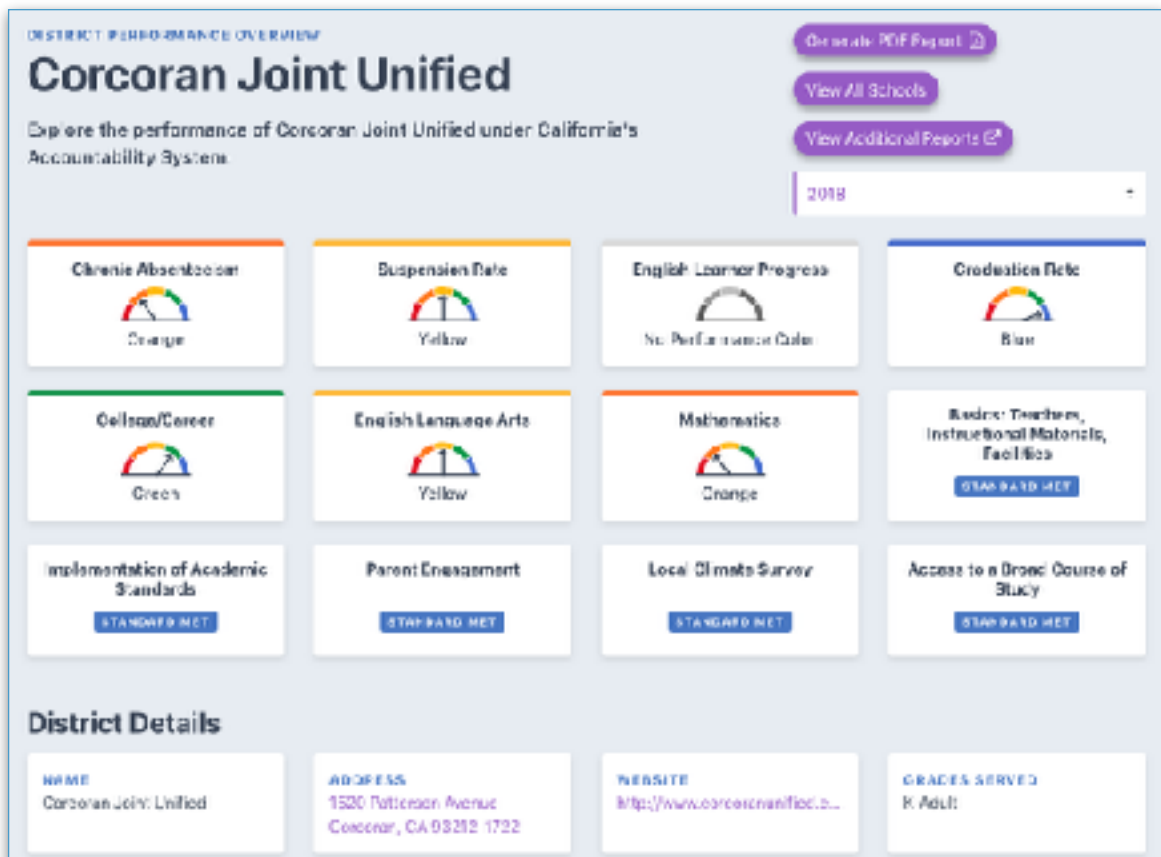 DISTRICT PERFORMANCE OVERVIEW
Corcoran Joint Unified
Explore the performance of Corcoran Joint Unified under California's
Accountability System.
Generate PDF Report
View All Schools
View Additional Reports
2018
Chronic Absenteeism
Orange
Suspension Rate
Yellow
English Learner Progress
No Performance Color
Graduation Rate
Blue
College/Career
Green
English Language Arts
Yellow
Mathematics
Orange
Basics: Teachers,
Instructional Materials,
Facilities
STANDARD MET
Implementation of Academic
Standards
STANDARD MET
Parent Engagement
STANDARD MET
Local Climate Survey
STANDARD MET
Access to a Broad Course of
Study
STANDARD MET
District Details
NAME
Corcoran Joint Unified
ADDRESS
1520 Patterson Avenue
Corcoran, CA 93212-1722
WEBSITE
http://www.corcoranunified.c...
GRADES SERVED
K-Adult